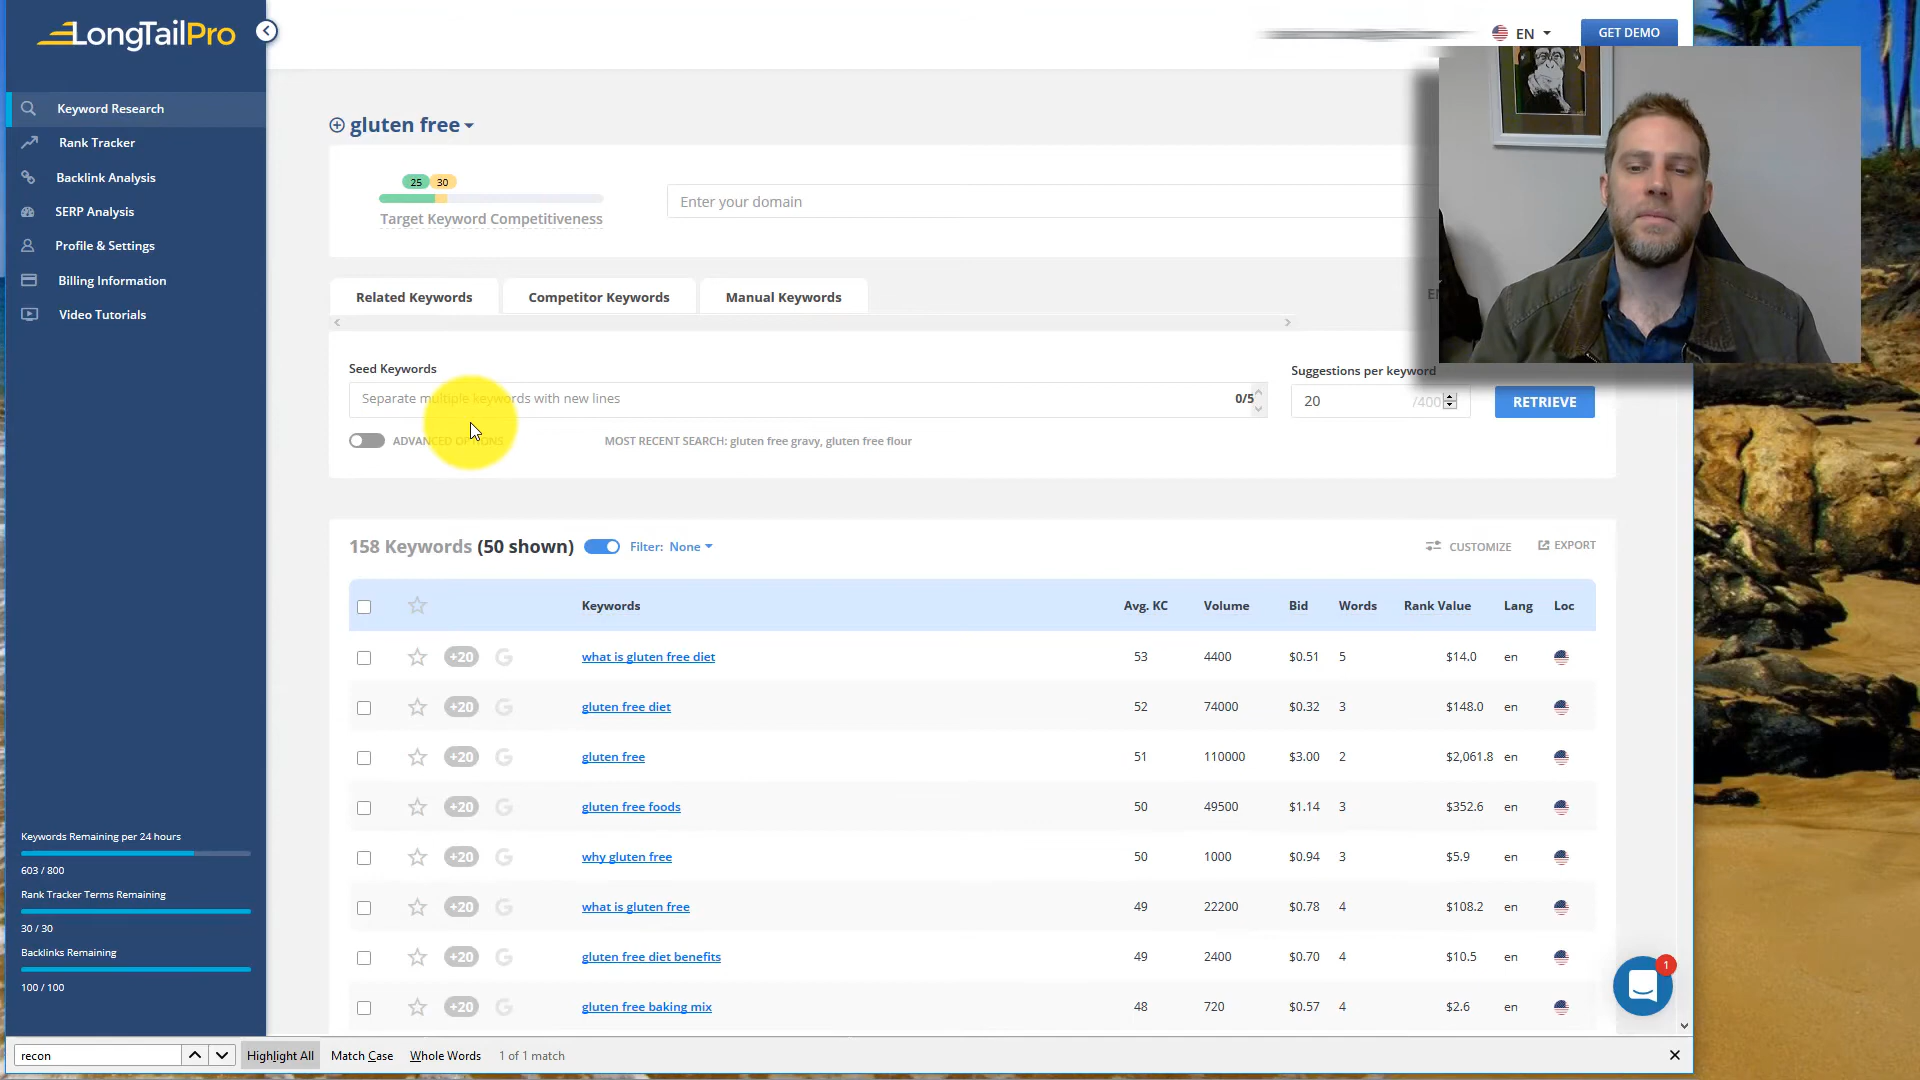 LongTailPro
EN
GET DEMO
Keyword Research
Rank Tracker
Backlink Analysis
SERP Analysis
Profile & Settings
Billing Information
Video Tutorials
gluten free
25 30
Target Keyword Competitiveness
Enter your domain
Related Keywords
Competitor Keywords
Manual Keywords
Seed Keywords
Separate multiple keywords with new lines
0/5
Suggestions per keyword
20 /400
RETRIEVE
ADVANCED OPTIONS
MOST RECENT SEARCH: gluten free gravy, gluten free flour
158 Keywords (50 shown)
Filter: None
CUSTOMIZE
EXPORT
Keywords Avg. KC Volume Bid Words Rank Value Lang Loc
+20 what is gluten free diet 53 4400 $0.51 5 $14.0 en
+20 gluten free diet 52 74000 $0.32 3 $148.0 en
+20 gluten free 51 110000 $3.00 2 $2,061.8 en
+20 gluten free foods 50 49500 $1.14 3 $352.6 en
+20 why gluten free 50 1000 $0.94 3 $5.9 en
+20 what is gluten free 49 22200 $0.78 4 $108.2 en
+20 gluten free diet benefits 49 2400 $0.70 4 $10.5 en
+20 gluten free baking mix 48 720 $0.57 4 $2.6 en
Keywords Remaining per 24 hours
603 / 800
Rank Tracker Terms Remaining
30 / 30
Backlinks Remaining
100 / 100
1
recon
Highlight All
Match Case
Whole Words
1 of 1 match